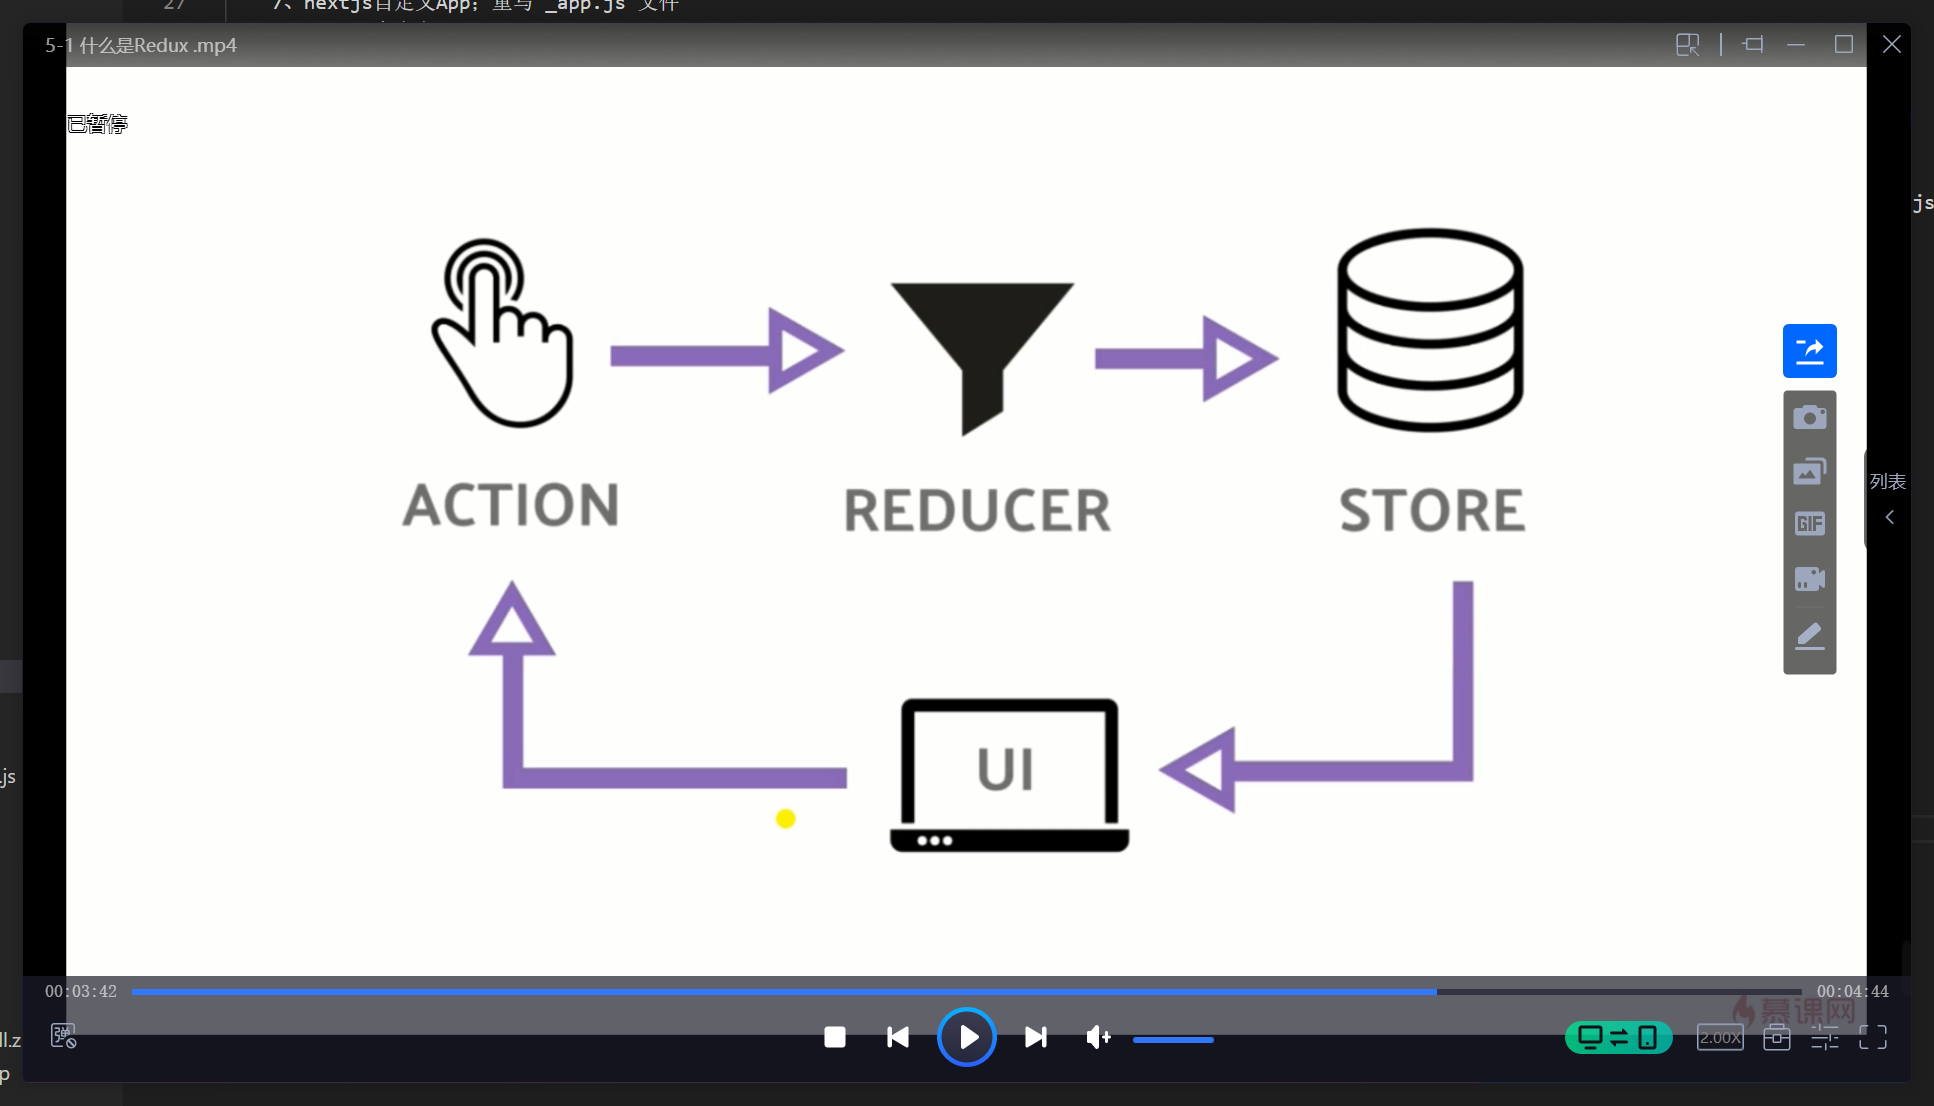 27 7、nextjs自定义App；重写 _app.js 文件
5-1 什么是Redux .mp4
已暂停
js
ACTION
REDUCER
STORE
列表
GIF
UI
.js
00:03:42
00:04:44
慕课网
弹
2.00X
ll.z
p